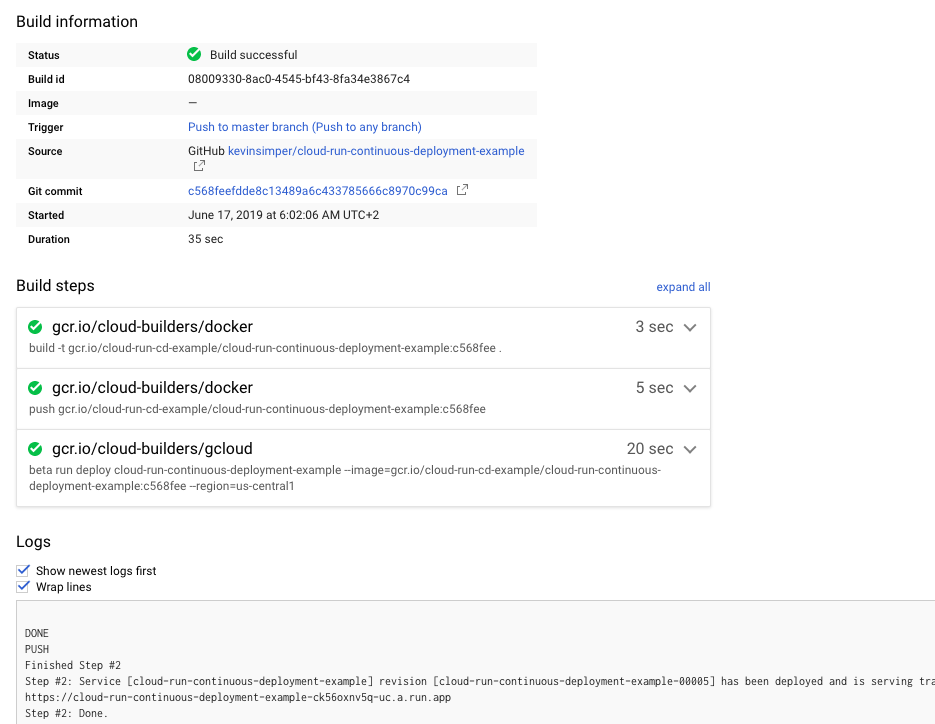 Build information
Status Build successful
Build id 08009330-8ac0-4545-bf43-8fa34e3867c4
Image —
Trigger Push to master branch (Push to any branch)
Source GitHub kevinsimper/cloud-run-continuous-deployment-example
Git commit c568feefdde8c13489a6c433785666c8970c99ca
Started June 17, 2019 at 6:02:06 AM UTC+2
Duration 35 sec
Build steps expand all
gcr.io/cloud-builders/docker 3 sec
build -t gcr.io/cloud-run-cd-example/cloud-run-continuous-deployment-example:c568fee .
gcr.io/cloud-builders/docker 5 sec
push gcr.io/cloud-run-cd-example/cloud-run-continuous-deployment-example:c568fee
gcr.io/cloud-builders/gcloud 20 sec
beta run deploy cloud-run-continuous-deployment-example --image=gcr.io/cloud-run-cd-example/cloud-run-continuous-
deployment-example:c568fee --region=us-central1
Logs
Show newest logs first
Wrap lines
DONE
PUSH
Finished Step #2
Step #2: Service [cloud-run-continuous-deployment-example] revision [cloud-run-continuous-deployment-example-00005] has been deployed and is serving tra
https://cloud-run-continuous-deployment-example-ck56oxnv5q-uc.a.run.app
Step #2: Done.